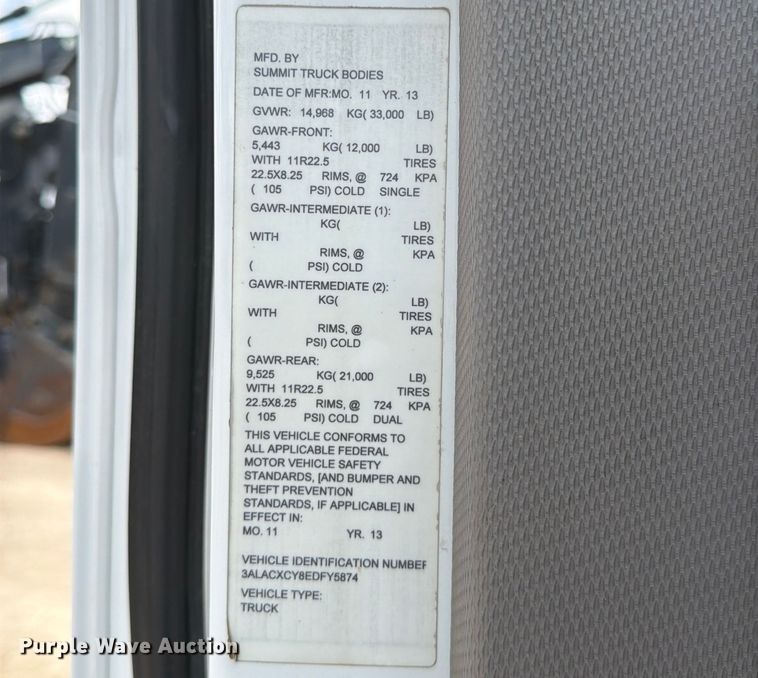 MFD. BY
SUMMIT TRUCK BODIES
DATE OF MFR:MO. 11 YR. 13
GVWR: 14,968 KG( 33,000 LB)
GAWR-FRONT:
5,443 KG( 12,000 LB)
WITH 11R22.5 TIRES
22.5X8.25 RIMS, @ 724 KPA
( 105 PSI) COLD SINGLE
GAWR-INTERMEDIATE (1):
KG( LB)
WITH TIRES
RIMS, @ KPA
( PSI) COLD
GAWR-INTERMEDIATE (2):
KG( LB)
WITH TIRES
RIMS, @ KPA
( PSI) COLD
GAWR-REAR:
9,525 KG( 21,000 LB)
WITH 11R22.5 TIRES
22.5X8.25 RIMS, @ 724 KPA
( 105 PSI) COLD DUAL
THIS VEHICLE CONFORMS TO
ALL APPLICABLE FEDERAL
MOTOR VEHICLE SAFETY
STANDARDS, [AND BUMPER AND
THEFT PREVENTION
STANDARDS, IF APPLICABLE] IN
EFFECT IN:
MO. 11 YR. 13
VEHICLE IDENTIFICATION NUMBER
3ALACXCY8EDFY5874
VEHICLE TYPE:
TRUCK
Purple Wave Auction